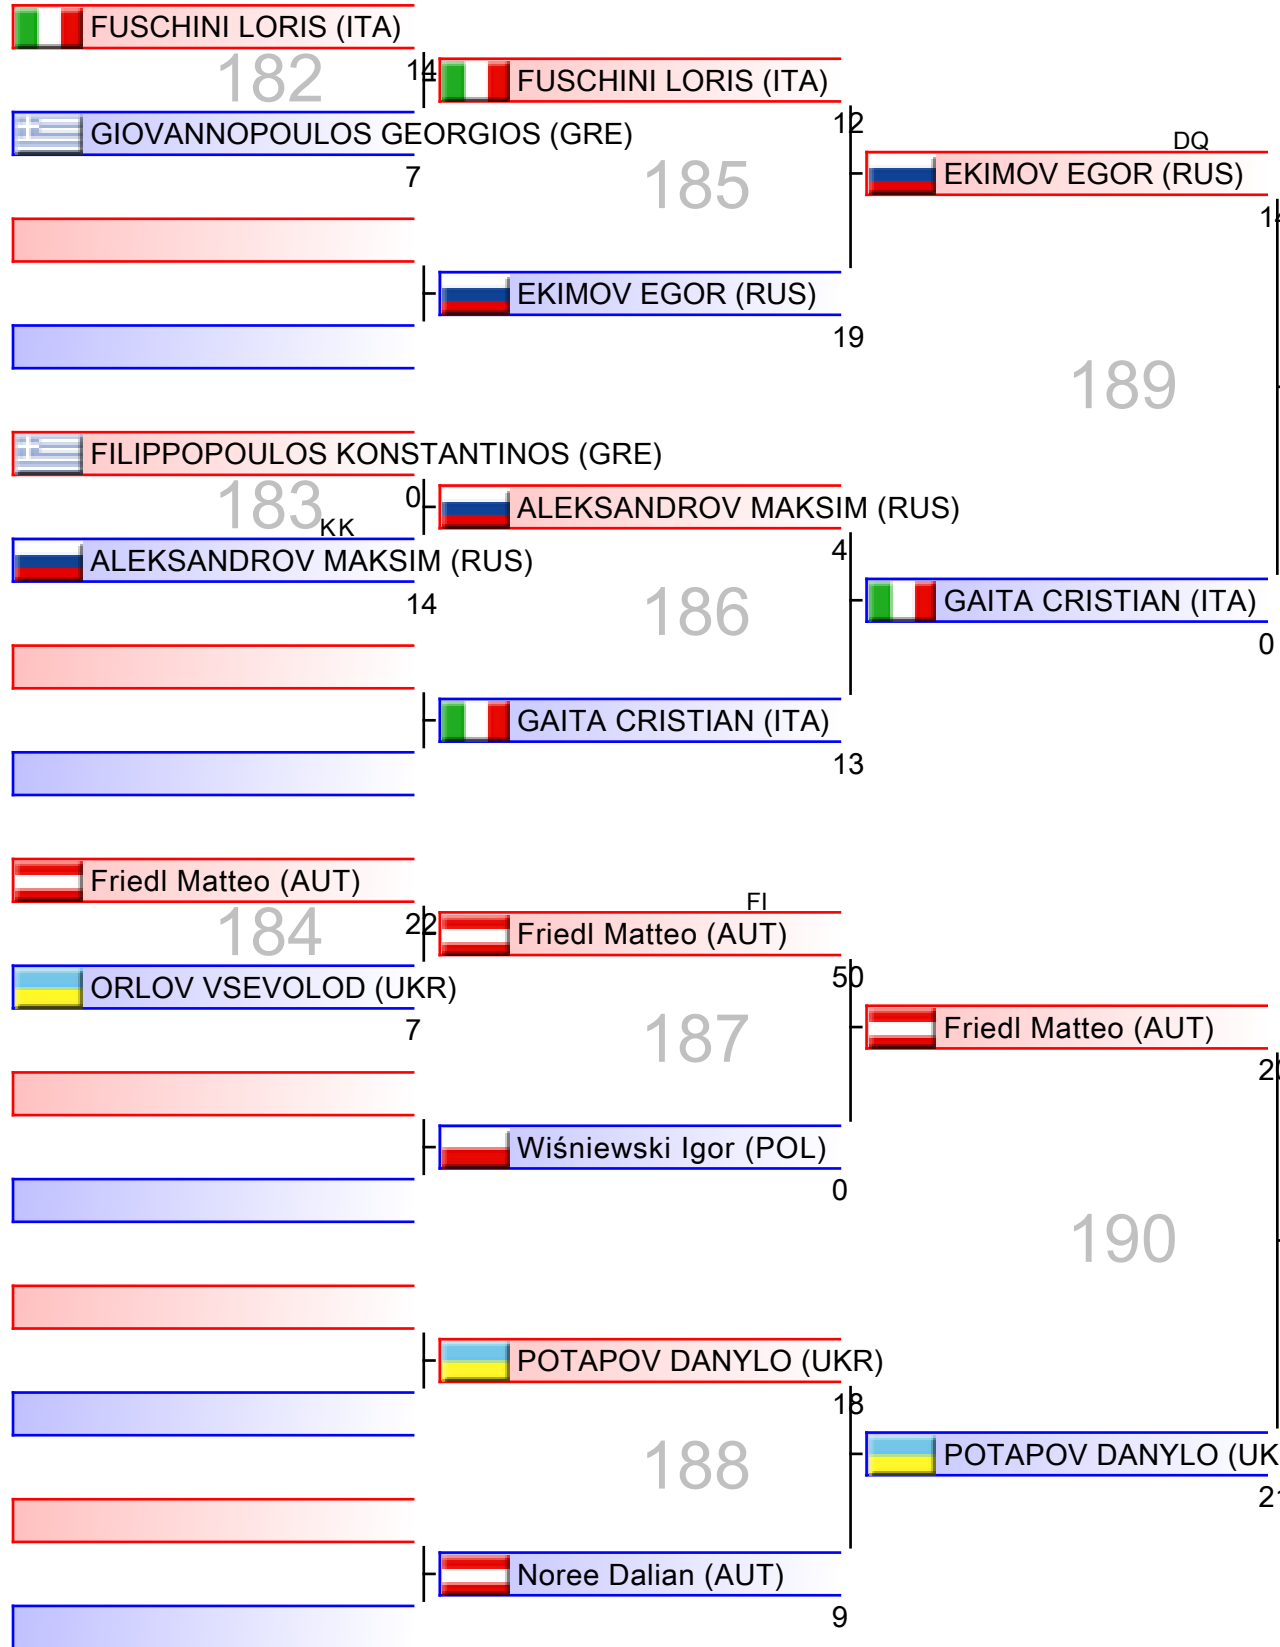 FUSCHINI LORIS (ITA)
182
14
GIOVANNOPOULOS GEORGIOS (GRE)
7
FUSCHINI LORIS (ITA)
12
185
EKIMOV EGOR (RUS)
19
DQ
EKIMOV EGOR (RUS)
189
FILIPPOPOULOS KONSTANTINOS (GRE)
183
0
KK
ALEKSANDROV MAKSIM (RUS)
14
ALEKSANDROV MAKSIM (RUS)
4
186
GAITA CRISTIAN (ITA)
13
GAITA CRISTIAN (ITA)
0
Friedl Matteo (AUT)
184
22
ORLOV VSEVOLOD (UKR)
7
FI
Friedl Matteo (AUT)
50
187
Wiśniewski Igor (POL)
0
Friedl Matteo (AUT)
190
POTAPOV DANYLO (UKR)
18
188
Noree Dalian (AUT)
9
POTAPOV DANYLO (UK